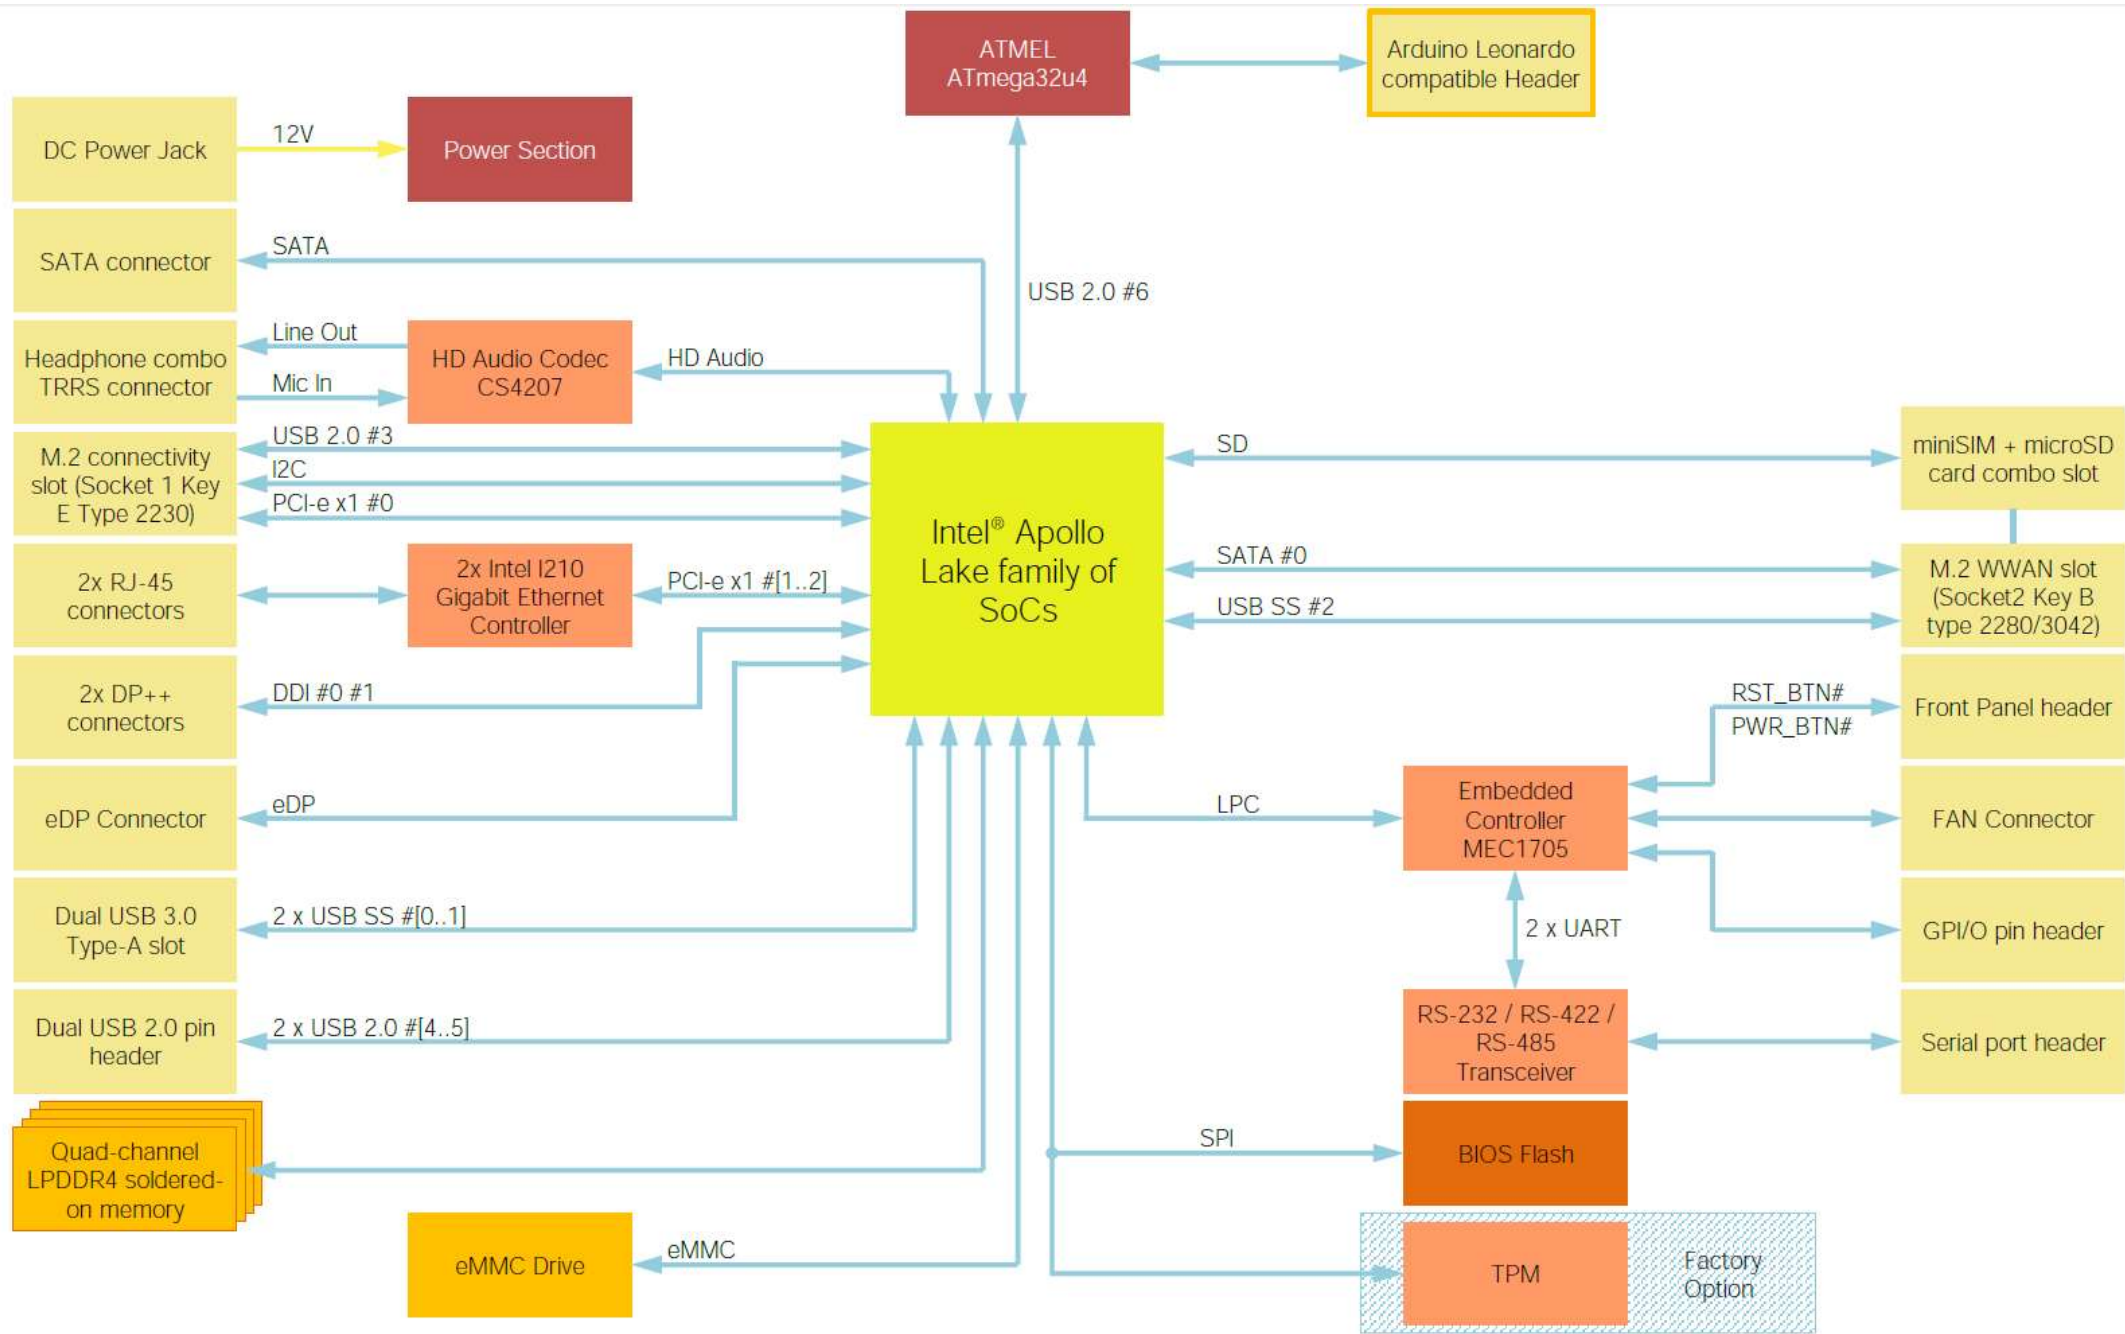 ATMEL
ATmega32u4
Arduino Leonardo
compatible Header
DC Power Jack
12V
Power Section
SATA connector
SATA
USB 2.0 #6
Headphone combo
TRRS connector
Line Out
Mic In
HD Audio Codec
CS4207
HD Audio
M.2 connectivity
slot (Socket 1 Key
E Type 2230)
USB 2.0 #3
I2C
PCI-e x1 #0
Intel® Apollo
Lake family of
SoCs
SD
miniSIM + microSD
card combo slot
2x RJ-45
connectors
2x Intel I210
Gigabit Ethernet
Controller
PCI-e x1 #[1..2]
SATA #0
USB SS #2
M.2 WWAN slot
(Socket2 Key B
type 2280/3042)
2x DP++
connectors
DDI #0 #1
RST_BTN#
PWR_BTN#
Front Panel header
eDP Connector
eDP
LPC
Embedded
Controller
MEC1705
FAN Connector
Dual USB 3.0
Type-A slot
2 x USB SS #[0..1]
2 x UART
GPI/O pin header
Dual USB 2.0 pin
header
2 x USB 2.0 #[4..5]
RS-232 / RS-422 /
RS-485
Transceiver
Serial port header
Quad-channel
LPDDR4 soldered-
on memory
SPI
BIOS Flash
eMMC Drive
eMMC
TPM
Factory
Option